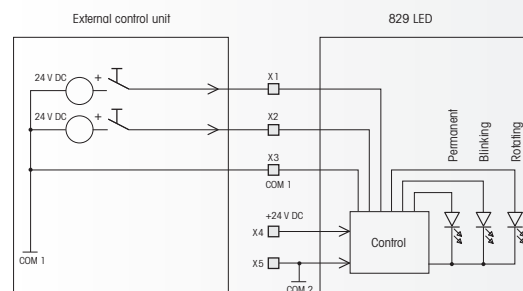 External control unit
829 LED
24 V DC
+
X1
24 V DC
+
X2
X3
COM 1
Permanent
Blinking
Rotating
+24 V DC
X4
Control
X5
COM 1
COM 2